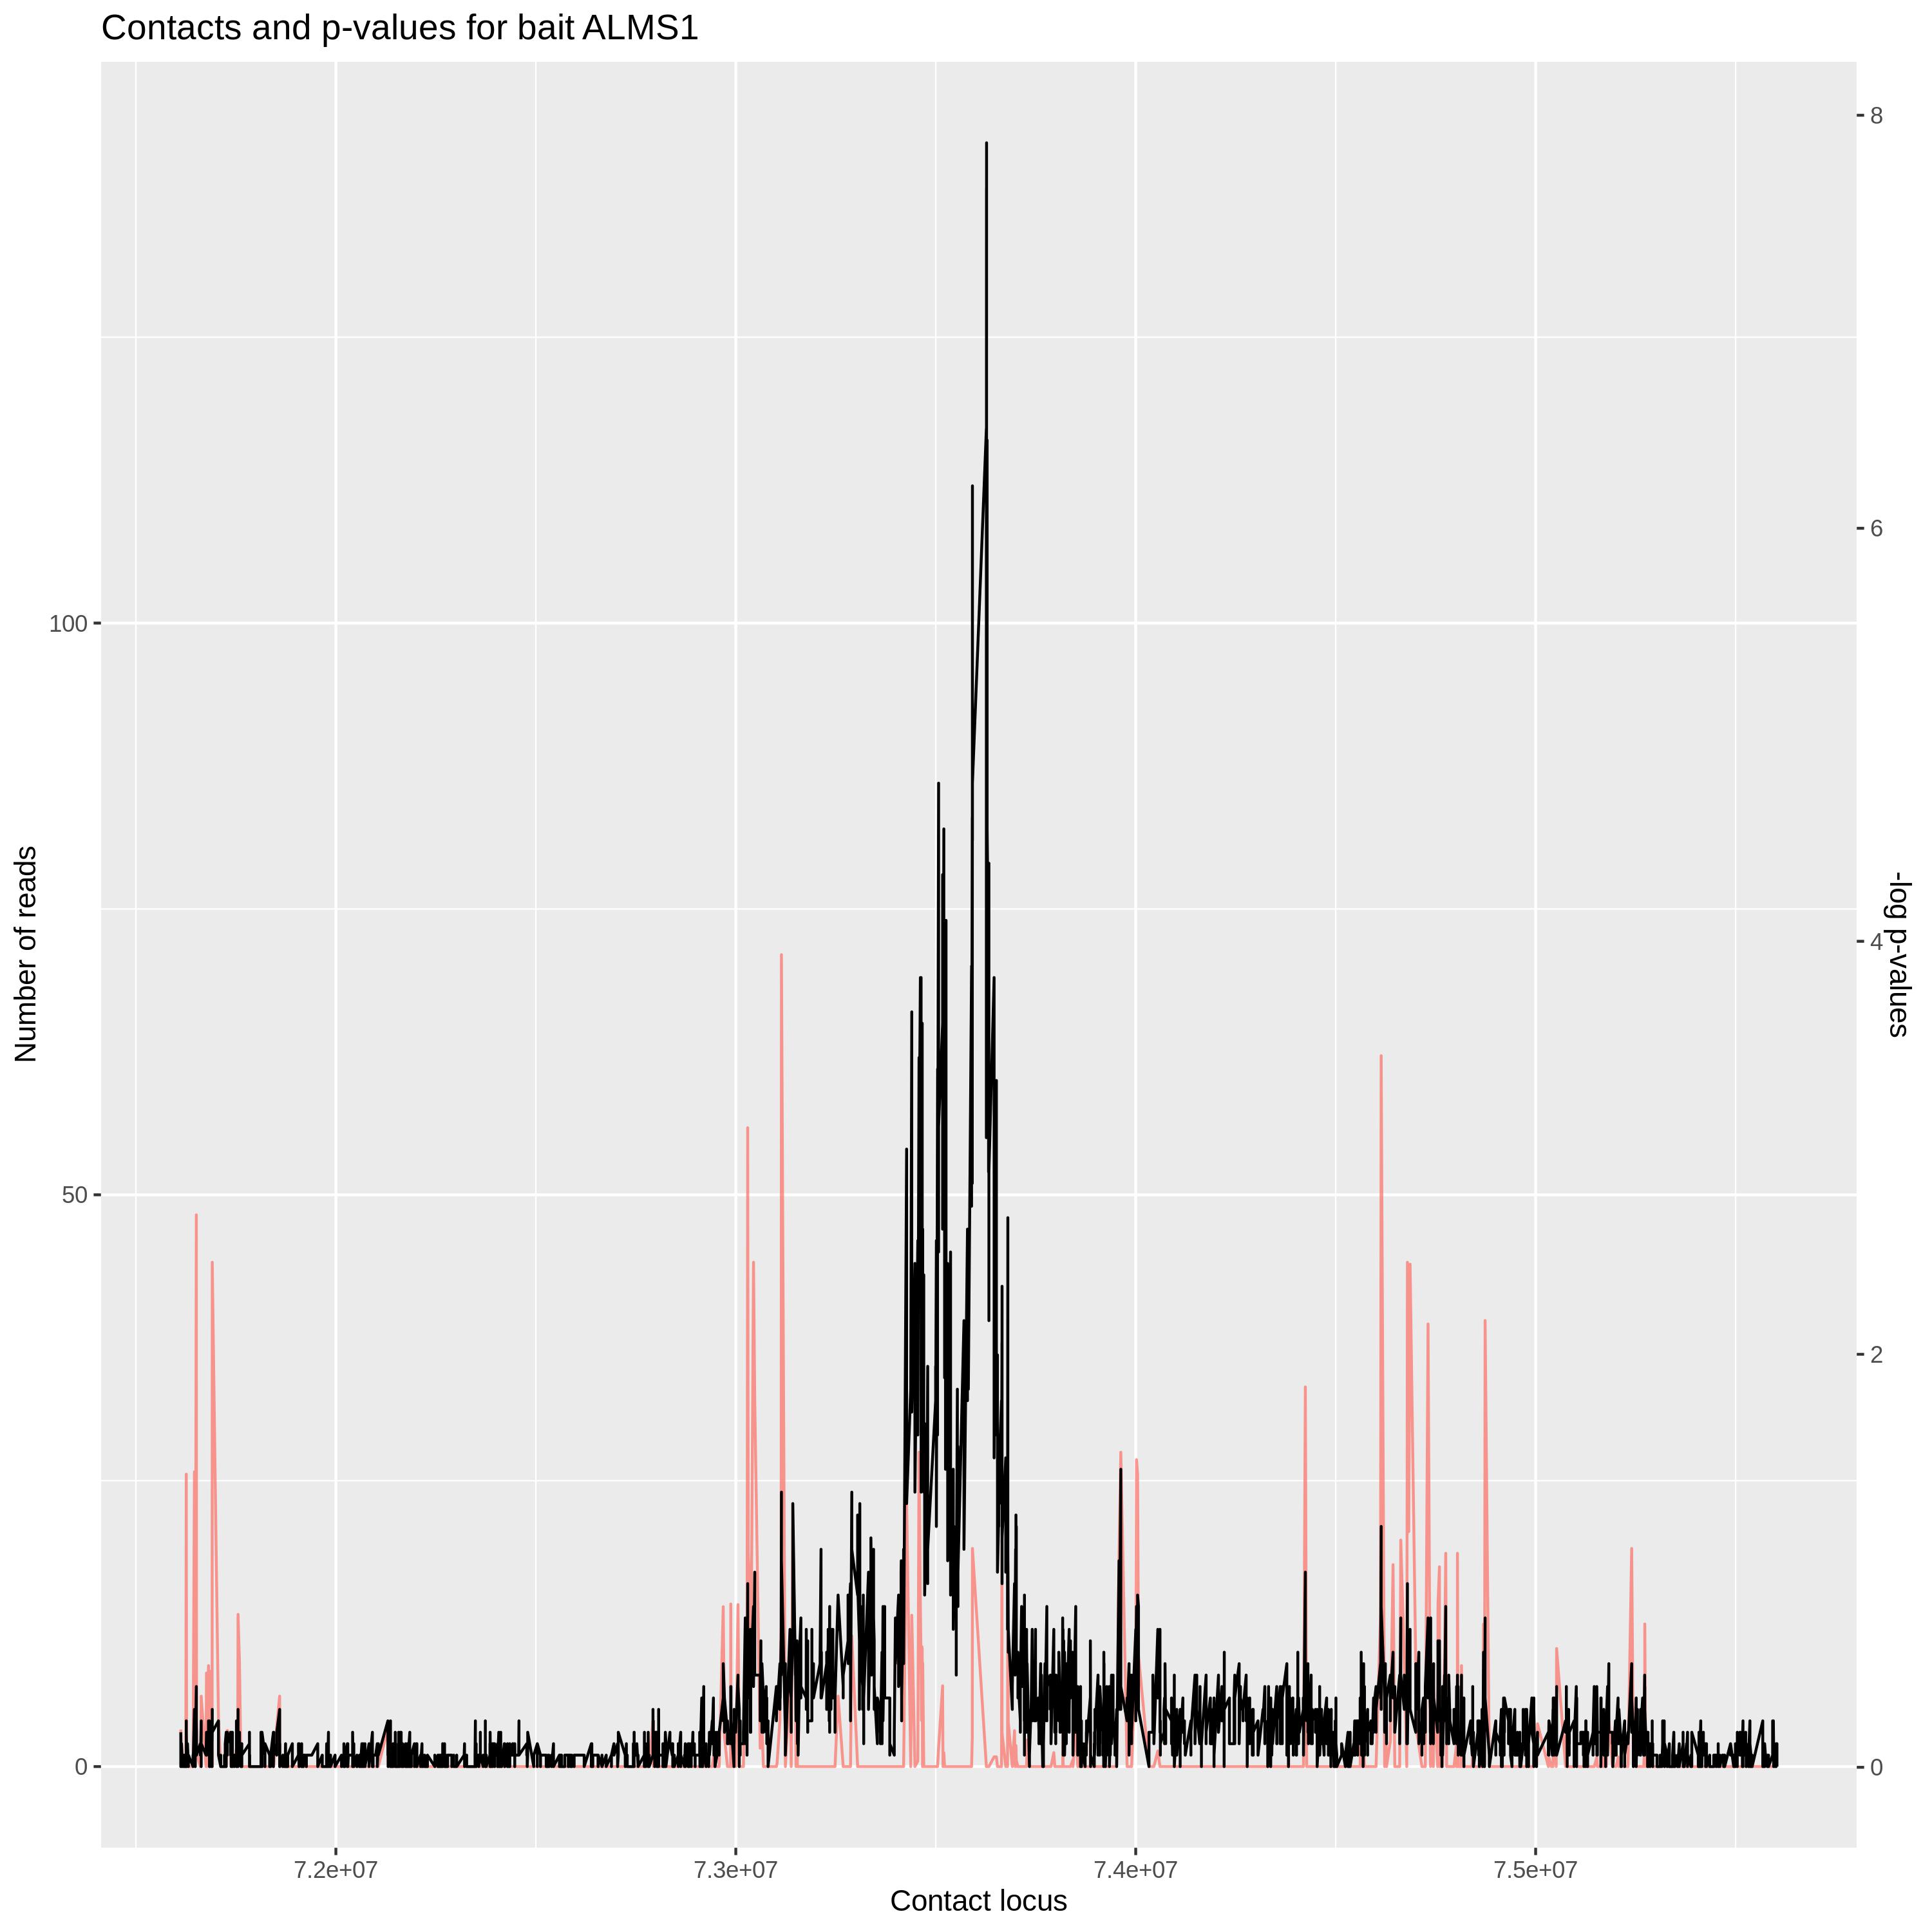 Contacts and p-values for bait ALMS1
8
6
100
Number of reads
4
-log p-values
50
2
0
0
7.2e+07 7.3e+07 7.4e+07 7.5e+07
Contact locus